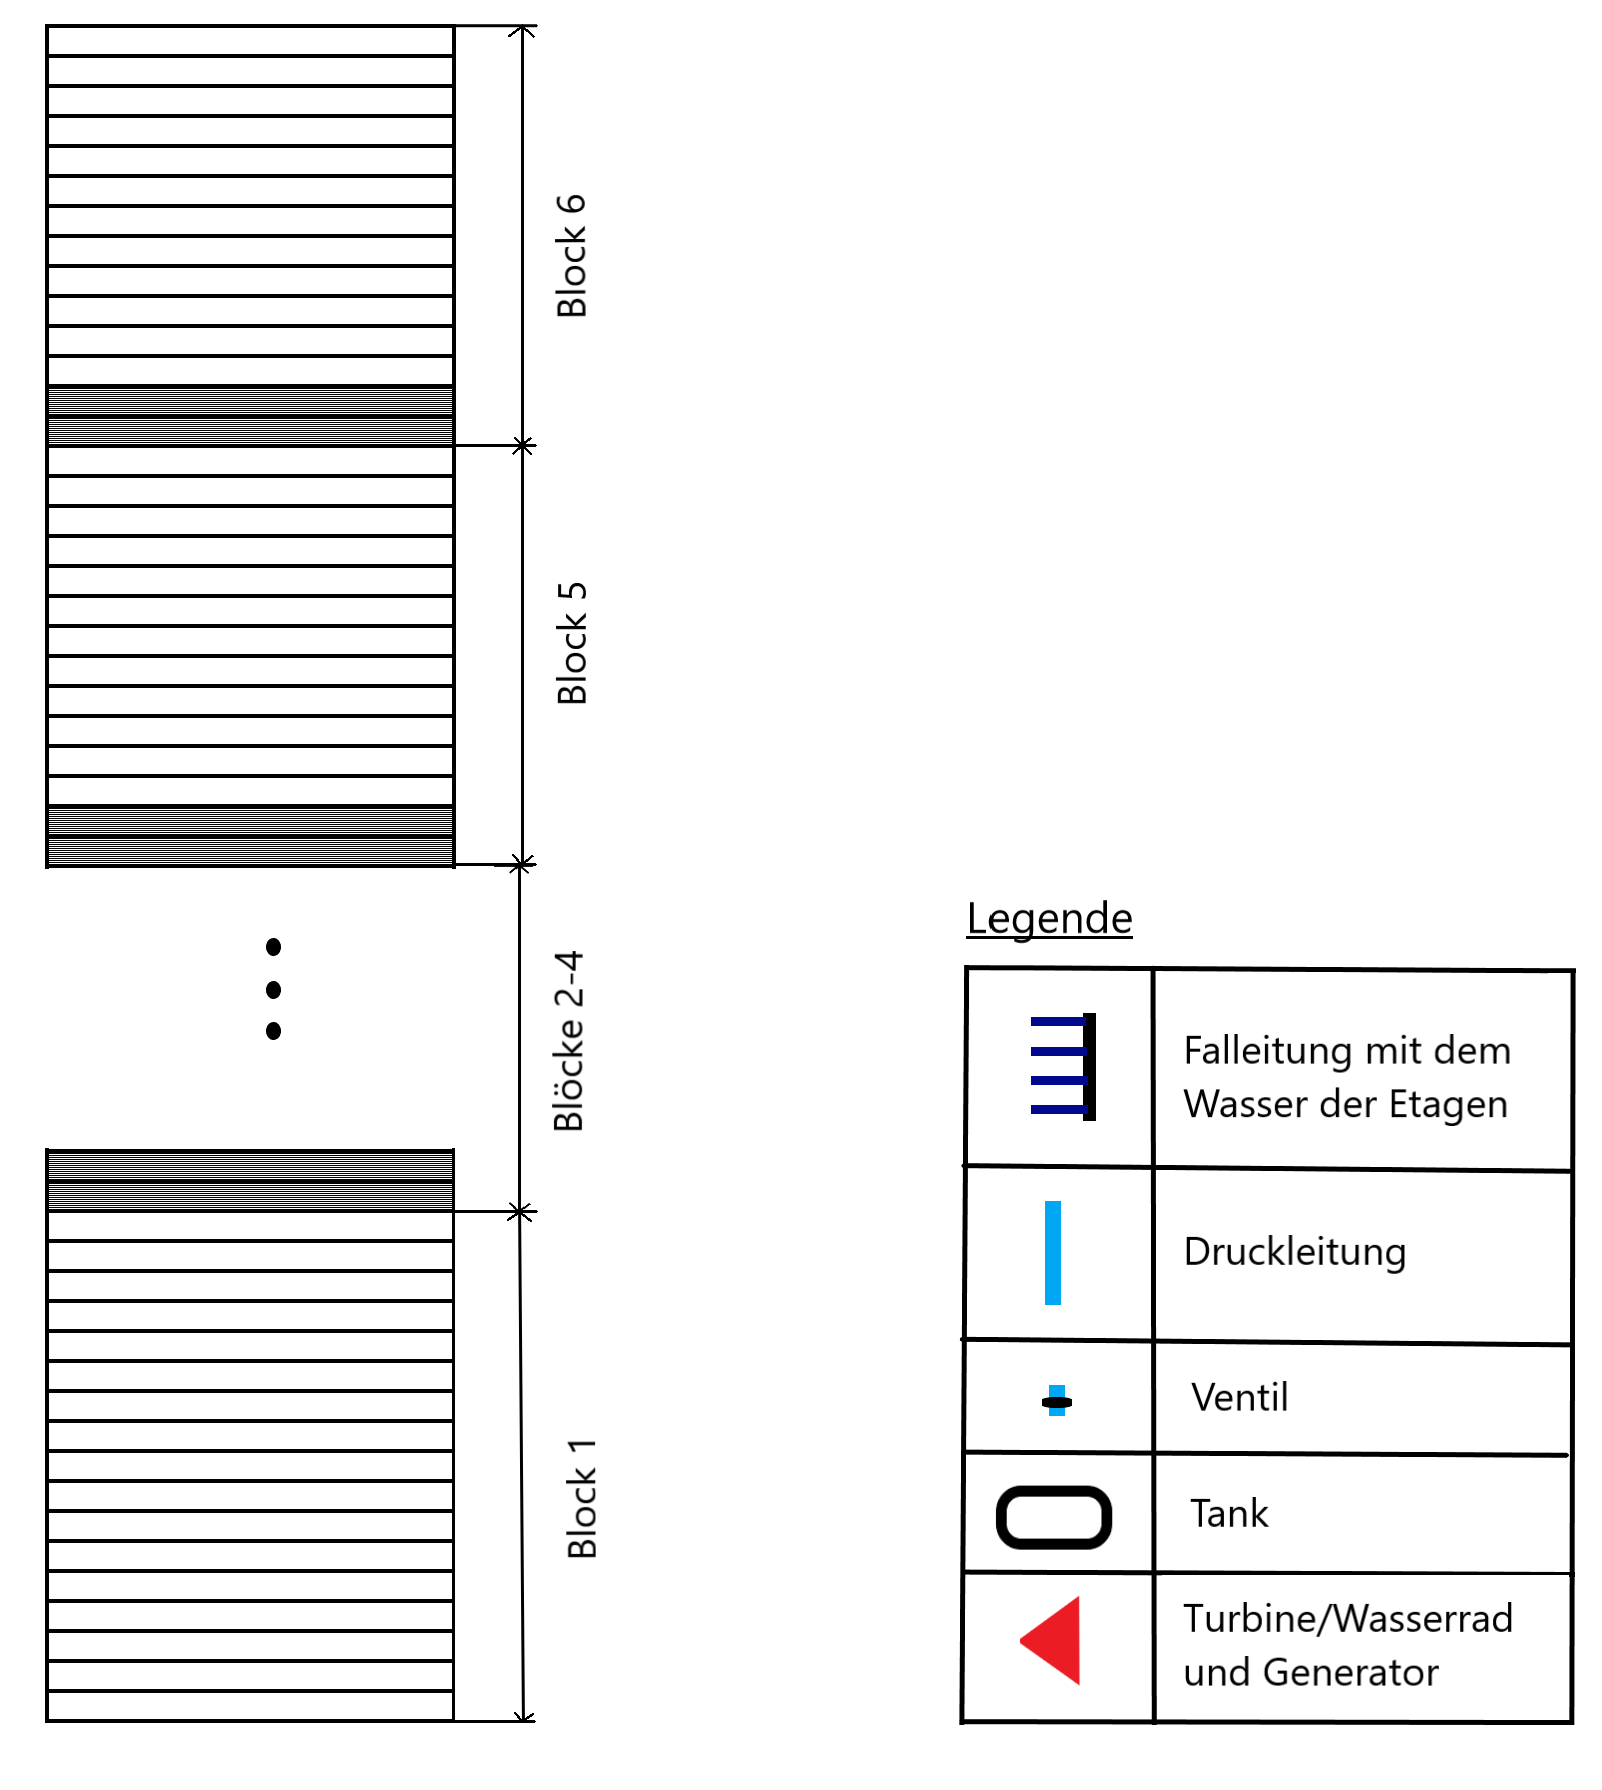 Block 6
Block 5
Blöcke 2-4
Block 1
Legende
Falleitung mit dem
Wasser der Etagen
Druckleitung
Ventil
Tank
Turbine/Wasserrad
und Generator